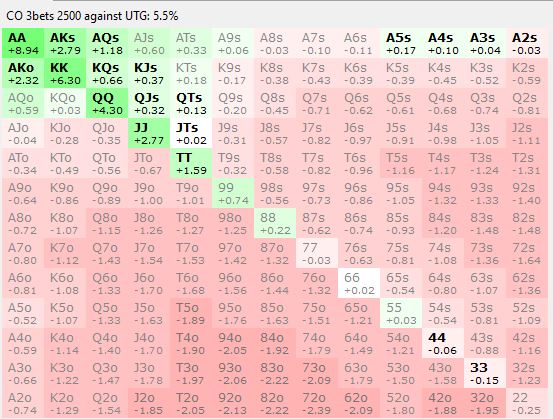 CO 3bets 2500 against UTG: 5.5%
AA AKs AQs AJs ATs A9s A8s A7s A6s A5s A4s A3s A2s
+8.94 +2.79 +1.18 +0.60 +0.33 +0.06 -0.03 -0.10 -0.11 +0.17 +0.10 +0.04 -0.03
AKo KK KQs KJs KTs K9s K8s K7s K6s K5s K4s K3s K2s
+2.32 +6.30 +0.66 +0.37 +0.18 -0.17 -0.38 -0.43 -0.39 -0.39 -0.45 -0.52 -0.59
AQo KQo QQ QJs QTs Q9s Q8s Q7s Q6s Q5s Q4s Q3s Q2s
+0.59 +0.03 +4.30 +0.32 +0.13 -0.20 -0.45 -0.71 -0.62 -0.61 -0.68 -0.74 -0.81
AJo KJo QJo JJ JTs J9s J8s J7s J6s J5s J4s J3s J2s
-0.04 -0.28 -0.35 +2.77 +0.02 -0.31 -0.57 -0.82 -0.97 -0.91 -0.98 -1.05 -1.11
ATo KTo QTo JTo TT T9s T8s T7s T6s T5s T4s T3s T2s
-0.34 -0.49 -0.56 -0.67 +1.59 -0.32 -0.58 -0.82 -0.96 -1.16 -1.17 -1.24 -1.31
A9o K9o Q9o J9o T9o 99 98s 97s 96s 95s 94s 93s 92s
-0.64 -0.86 -0.89 -1.00 -1.01 +0.74 -0.56 -0.73 -0.86 -1.05 -1.32 -1.33 -1.40
A8o K8o Q8o J8o T8o 98o 88 87s 86s 85s 84s 83s 82s
-0.72 -1.07 -1.15 -1.26 -1.27 -1.25 +0.22 -0.62 -0.74 -0.93 -1.20 -1.48 -1.48
A7o K7o Q7o J7o T7o 97o 87o 77 76s 75s 74s 73s 72s
-0.80 -1.12 -1.43 -1.54 -1.53 -1.42 -1.32 -0.03 -0.63 -0.81 -1.08 -1.36 -1.64
A6o K6o Q6o J6o T6o 96o 86o 76o 66 65s 64s 63s 62s
-0.81 -1.08 -1.33 -1.70 -1.68 -1.56 -1.44 -1.32 +0.02 -0.54 -0.80 -1.07 -1.36
A5o K5o Q5o J5o T5o 95o 85o 75o 65o 55 54s 53s 52s
-0.52 -1.07 -1.33 -1.63 -1.89 -1.76 -1.63 -1.51 -1.21 +0.03 -0.54 -0.81 -1.09
A4o K4o Q4o J4o T4o 94o 84o 74o 64o 54o 44 43s 42s
-0.59 -1.14 -1.40 -1.70 -1.90 -2.05 -1.92 -1.79 -1.49 -1.21 -0.06 -0.88 -1.16
A3o K3o Q3o J3o T3o 93o 83o 73o 63o 53o 43o 33 32s
-0.66 -1.22 -1.47 -1.78 -1.97 -2.06 -2.22 -2.09 -1.79 -1.50 -1.58 -0.15 -1.23
A2o K2o Q2o J2o T2o 92o 82o 72o 62o 52o 42o 32o 22
-0.74 -1.29 -1.54 -1.85 -2.05 -2.13 -2.22 -2.39 -2.09 -1.80 -1.88 -1.95 -0.25